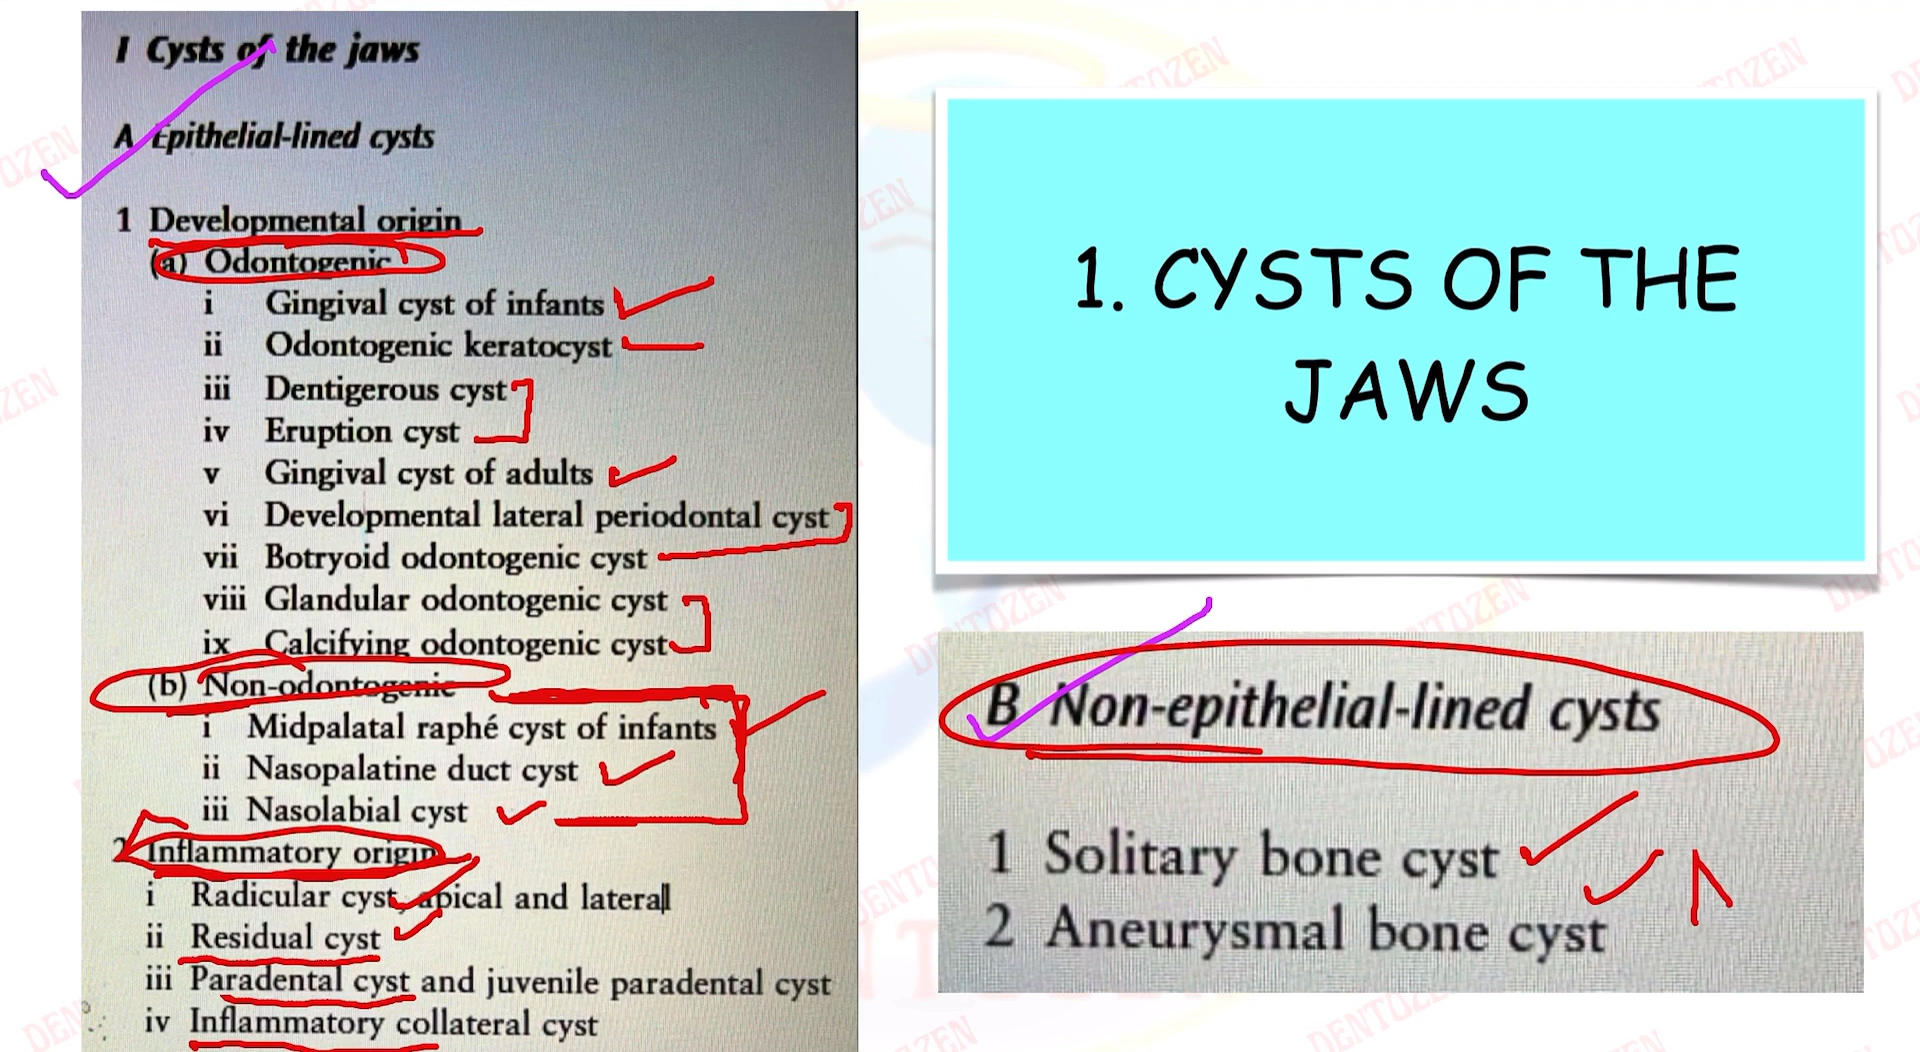 I Cysts of the jaws
A Epithelial-lined cysts
1 Developmental origin
(a) Odontogenic
i Gingival cyst of infants
ii Odontogenic keratocyst
iii Dentigerous cyst
iv Eruption cyst
v Gingival cyst of adults
vi Developmental lateral periodontal cyst
vii Botryoid odontogenic cyst
viii Glandular odontogenic cyst
ix Calcifying odontogenic cyst
(b) Non-odontogenic
i Midpalatal raphé cyst of infants
ii Nasopalatine duct cyst
iii Nasolabial cyst
2 Inflammatory origin
i Radicular cyst, apical and lateral
ii Residual cyst
iii Paradental cyst and juvenile paradental cyst
iv Inflammatory collateral cyst
1. CYSTS OF THE
JAWS
B Non-epithelial-lined cysts
1 Solitary bone cyst
2 Aneurysmal bone cyst
DENTOZEN